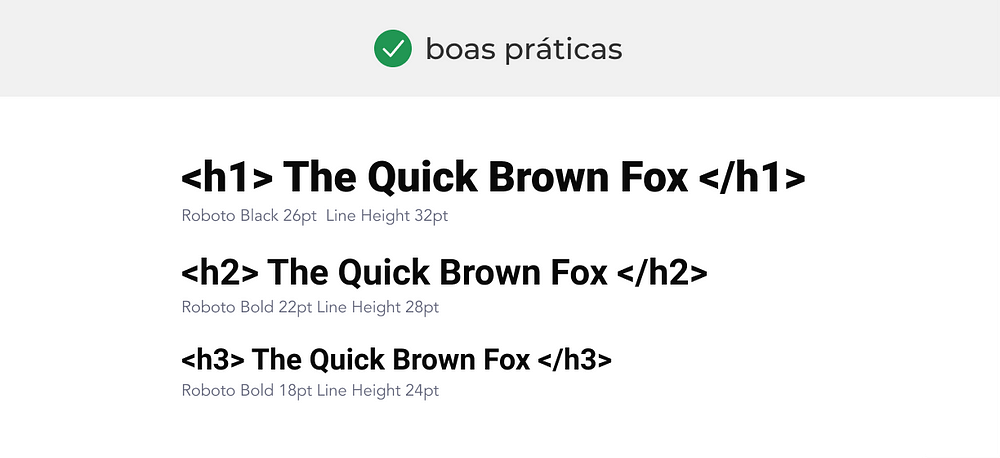 boas práticas
<h1> The Quick Brown Fox </h1>
Roboto Black 26pt  Line Height 32pt
<h2> The Quick Brown Fox </h2>
Roboto Bold 22pt Line Height 28pt
<h3> The Quick Brown Fox </h3>
Roboto Bold 18pt Line Height 24pt